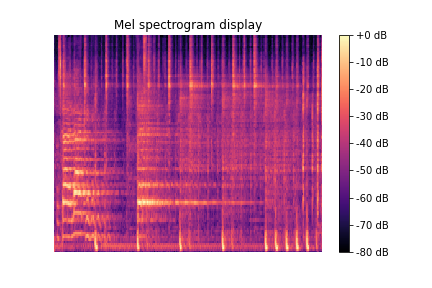 Mel spectrogram display
+0 dB
-10 dB
-20 dB
-30 dB
-40 dB
-50 dB
-60 dB
-70 dB
-80 dB